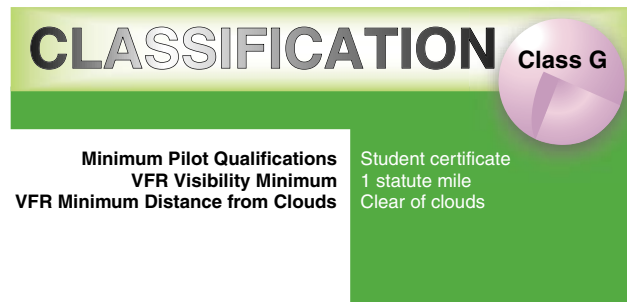 CLASSIFICATION
Class G
Minimum Pilot Qualifications Student certificate
VFR Visibility Minimum 1 statute mile
VFR Minimum Distance from Clouds Clear of clouds